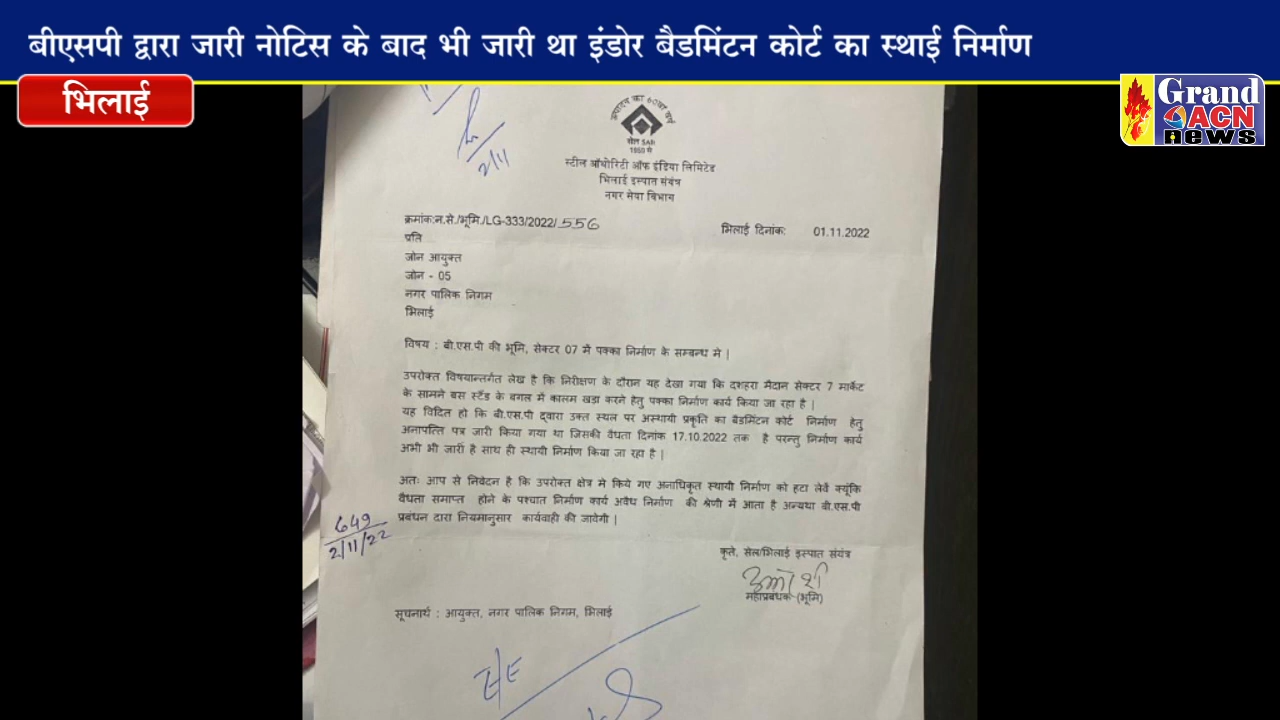 बीएसपी द्वारा जारी नोटिस के बाद भी जारी था इंडोर बैडमिंटन कोर्ट का स्थाई निर्माण
भिलाई
Grand
ACN
news
2/11
सेल SAIL
स्टील ऑथोरिटी ऑफ इंडिया लिमिटेड
भिलाई इस्पात संयंत्र
नगर सेवा विभाग
क्रमांक:न.से./भूमि./LG-333/2022/ 556
भिलाई दिनांक: 01.11.2022
प्रति
जोन आयुक्त
जोन - 05
नगर पालिक निगम
भिलाई
विषय : बी.एस.पी की भूमि, सेक्टर 07 में पक्का निर्माण के सम्बन्ध मे |
उपरोक्त विषयान्तर्गत लेख है कि निरीक्षण के दौरान यह देखा गया कि दशहरा मैदान सेक्टर 7 मार्केट
के सामने बस स्टैंड के बगल में कालम खड़ा करने हेतु पक्का निर्माण कार्य किया जा रहा है |
यह विदित हो कि बी.एस.पी द्वारा उक्त स्थल पर अस्थायी प्रकृति का बैडमिंटन कोर्ट निर्माण हेतु
अनापत्ति पत्र जारी किया गया था जिसकी वैधता दिनांक 17.10.2022 तक है परन्तु निर्माण कार्य
अभी भी जारी है साथ ही स्थायी निर्माण किया जा रहा है |
अतः आप से निवेदन है कि उपरोक्त क्षेत्र मे किये गए अनाधिकृत स्थायी निर्माण को हटा लेवें क्यूंकि
वैधता समाप्त होने के पश्चात निर्माण कार्य अवैध निर्माण की श्रेणी में आता है अन्यथा बी.एस.पी
प्रबंधन दारा नियमानुसार कार्यवाही की जावेगी |
649
2/11/22
कृते, सेल/भिलाई इस्पात संयंत्र
महाप्रबंधक (भूमि)
सूचनार्थ : आयुक्त, नगर पालिक निगम, भिलाई